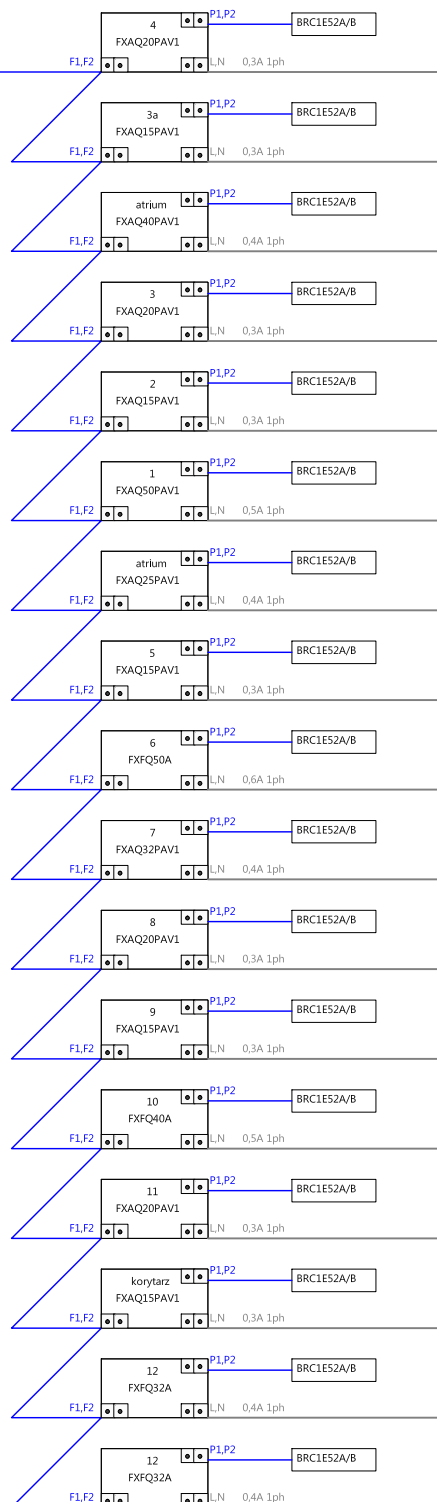 P1,P2
4 BRC1E52A/B
FXAQ20PAV1
F1,F2 L,N 0,3A 1ph
P1,P2
3a BRC1E52A/B
FXAQ15PAV1
F1,F2 L,N 0,3A 1ph
P1,P2
atrium BRC1E52A/B
FXAQ40PAV1
F1,F2 L,N 0,4A 1ph
P1,P2
3 BRC1E52A/B
FXAQ20PAV1
F1,F2 L,N 0,3A 1ph
P1,P2
2 BRC1E52A/B
FXAQ15PAV1
F1,F2 L,N 0,3A 1ph
P1,P2
1 BRC1E52A/B
FXAQ50PAV1
F1,F2 L,N 0,5A 1ph
P1,P2
atrium BRC1E52A/B
FXAQ25PAV1
F1,F2 L,N 0,4A 1ph
P1,P2
5 BRC1E52A/B
FXAQ15PAV1
F1,F2 L,N 0,3A 1ph
P1,P2
6 BRC1E52A/B
FXFQ50A
F1,F2 L,N 0,6A 1ph
P1,P2
7 BRC1E52A/B
FXAQ32PAV1
F1,F2 L,N 0,4A 1ph
P1,P2
8 BRC1E52A/B
FXAQ20PAV1
F1,F2 L,N 0,3A 1ph
P1,P2
9 BRC1E52A/B
FXAQ15PAV1
F1,F2 L,N 0,3A 1ph
P1,P2
10 BRC1E52A/B
FXFQ40A
F1,F2 L,N 0,5A 1ph
P1,P2
11 BRC1E52A/B
FXAQ20PAV1
F1,F2 L,N 0,3A 1ph
P1,P2
korytarz BRC1E52A/B
FXAQ15PAV1
F1,F2 L,N 0,3A 1ph
P1,P2
12 BRC1E52A/B
FXFQ32A
F1,F2 L,N 0,4A 1ph
P1,P2
12 BRC1E52A/B
FXFQ32A
F1,F2 L,N 0,4A 1ph